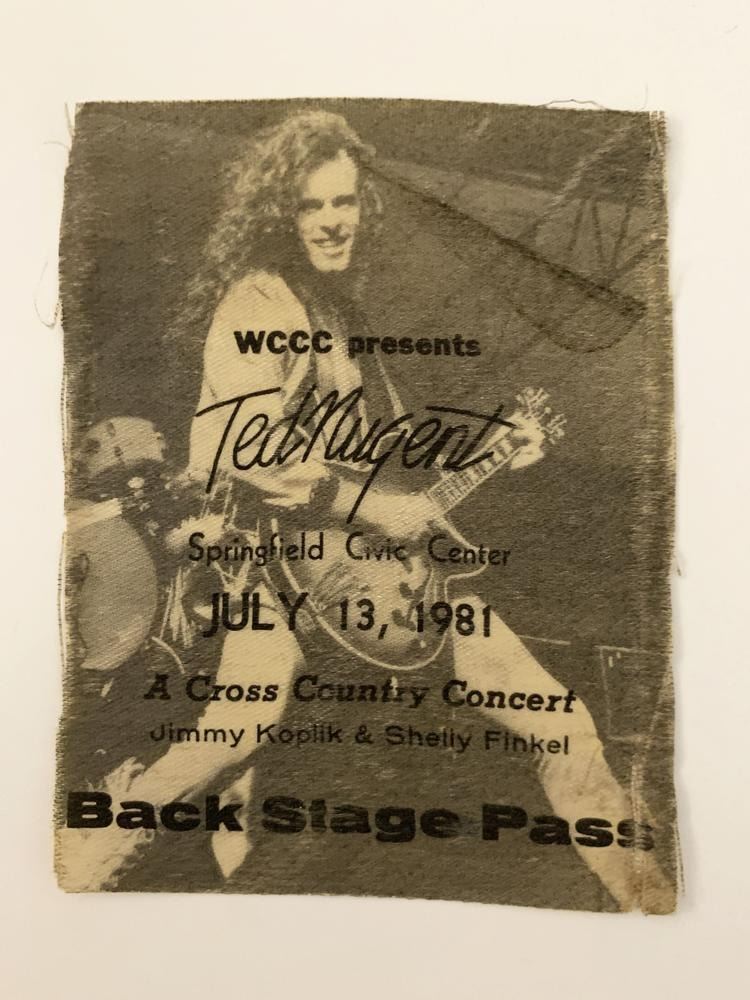 WCCC presents
Ted Nugent
Springfield Civic Center
JULY 13, 1981
A Cross Country Concert
Jimmy Koplik & Shelly Finkel
Back Stage Pass